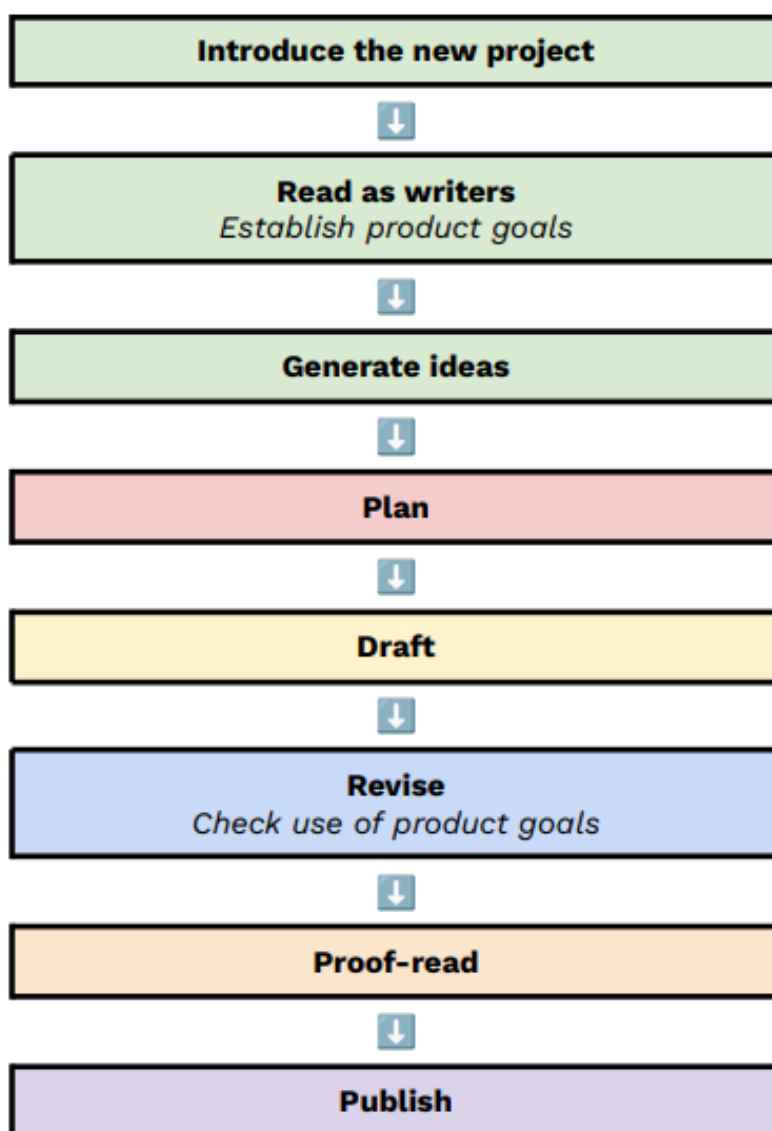 Introduce the new project
Read as writers
Establish product goals
Generate ideas
Plan
Draft
Revise
Check use of product goals
Proof-read
Publish